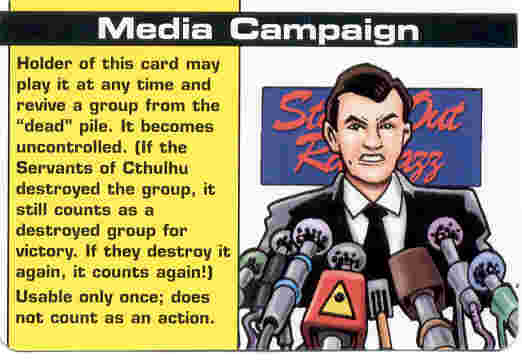 Media Campaign
Holder of this card may
play it at any time and
revive a group from the
"dead" pile. It becomes
uncontrolled. (If the
Servants of Cthulhu
destroyed the group, it
still counts as a
destroyed group for
victory. If they destroy it
again, it counts again!)
Usable only once; does
not count as an action.
Out